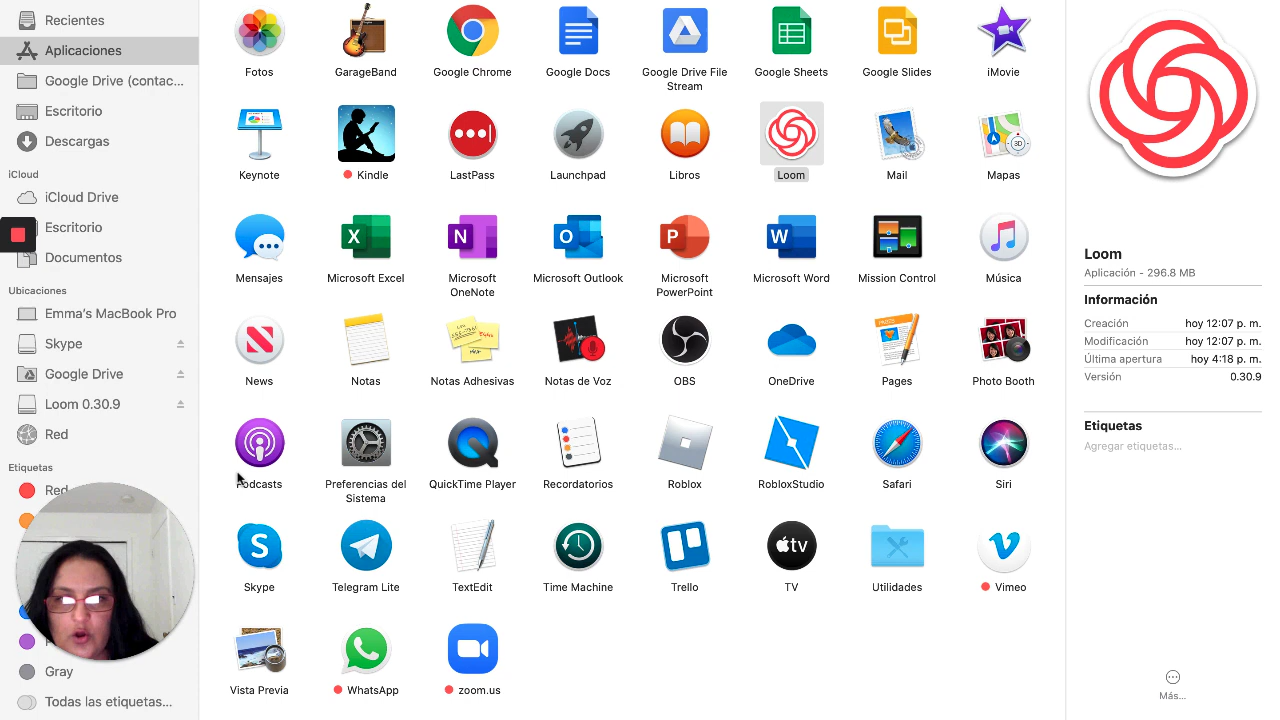 Recientes
Aplicaciones
Google Drive (contac...
Escritorio
Descargas
iCloud
iCloud Drive
Escritorio
Documentos
Ubicaciones
Emma's MacBook Pro
Skype
Google Drive
Loom 0.30.9
Red
Etiquetas
Red
Gray
Todas las etiquetas...
Fotos
GarageBand
Google Chrome
Google Docs
Google Drive File
Stream
Google Sheets
Google Slides
iMovie
Keynote
Kindle
LastPass
Launchpad
Libros
Loom
Mail
3D
Mapas
Mensajes
X
Microsoft Excel
N
Microsoft
OneNote
O
Microsoft Outlook
P
Microsoft
PowerPoint
W
Microsoft Word
Mission Control
Música
News
Notas
Notas Adhesivas
Notas de Voz
OBS
OneDrive
PAGES
Pages
Photo Booth
Podcasts
Preferencias del
Sistema
QuickTime Player
Recordatorios
Roblox
RobloxStudio
Safari
Siri
S
Skype
Telegram Lite
TextEdit
Time Machine
Trello
tv
TV
Utilidades
Vimeo
Vista Previa
WhatsApp
zoom.us
Loom
Aplicación - 296.8 MB
Información
Creación hoy 12:07 p. m.
Modificación hoy 12:07 p. m.
Última apertura hoy 4:18 p. m.
Versión 0.30.9
Etiquetas
Agregar etiquetas...
Más...